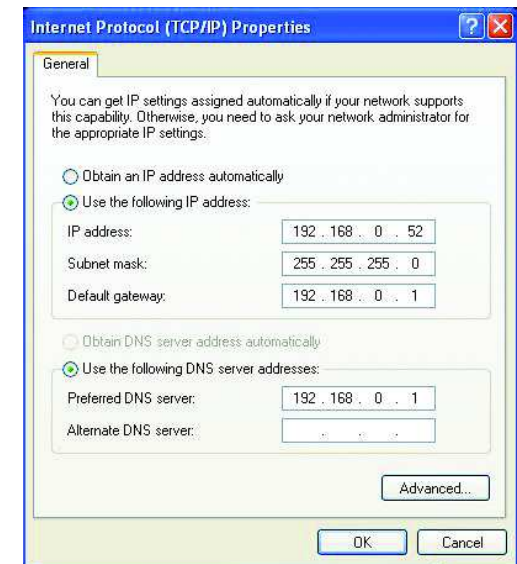 Internet Protocol (TCP/IP) Properties
General
You can get IP settings assigned automatically if your network supports
this capability. Otherwise, you need to ask your network administrator for
the appropriate IP settings.
Obtain an IP address automatically
Use the following IP address:
IP address: 192 . 168 . 0 . 52
Subnet mask: 255 . 255 . 255 . 0
Default gateway: 192 . 168 . 0 . 1
Obtain DNS server address automatically
Use the following DNS server addresses:
Preferred DNS server: 192 . 168 . 0 . 1
Alternate DNS server: . . .
Advanced...
OK Cancel